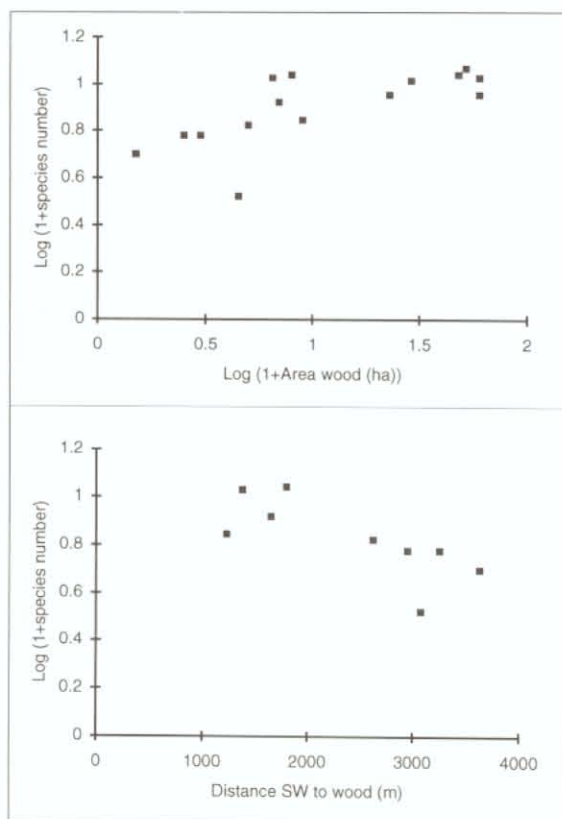 1.2
1
0.8
0.6
0.4
0.2
0
Log (1+species number)
0 0.5 1 1.5 2
Log (1+Area wood (ha))
1.2
1
0.8
0.6
0.4
0.2
0
Log (1+species number)
0 1000 2000 3000 4000
Distance SW to wood (m)